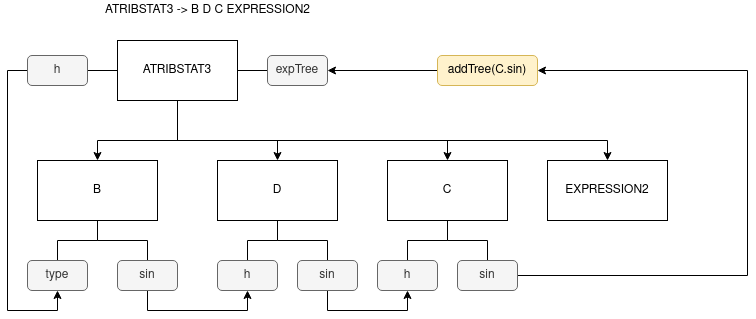 ATRIBSTAT3 -> B D C EXPRESSION2
h
ATRIBSTAT3
expTree
addTree(C.sin)
B
D
C
EXPRESSION2
type
sin
h
sin
h
sin